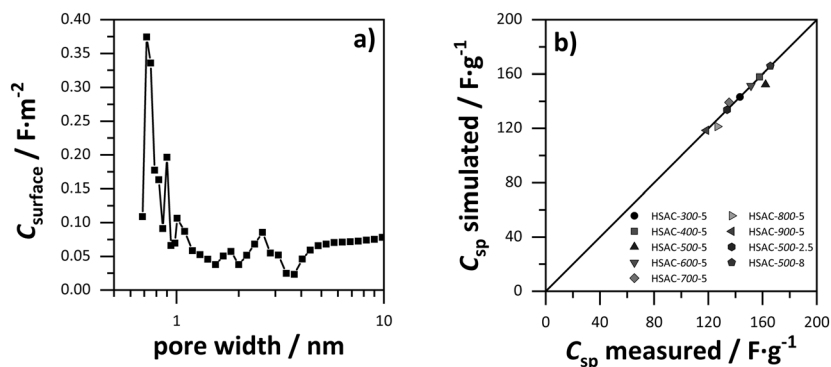 a)
0.40
0.35
0.30
0.25
0.20
0.15
0.10
0.05
0.00
C_surface / F·m⁻²
1
10
pore width / nm
b)
200
160
120
80
40
0
C_sp simulated / F·g⁻¹
HSAC-300-5
HSAC-400-5
HSAC-500-5
HSAC-600-5
HSAC-700-5
HSAC-800-5
HSAC-900-5
HSAC-500-2.5
HSAC-500-8
0 40 80 120 160 200
C_sp measured / F·g⁻¹